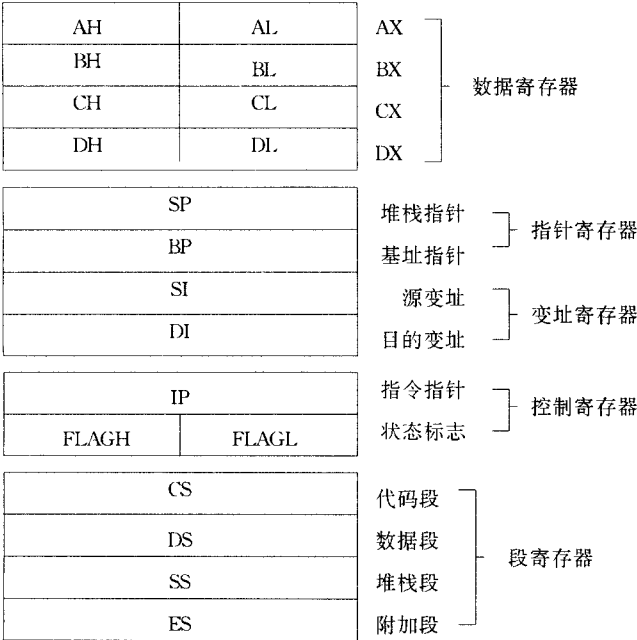 AH AL AX
BH BL BX
数据寄存器
CH CL CX
DH DL DX
SP 堆栈指针
指针寄存器
BP 基址指针
SI 源变址
变址寄存器
DI 目的变址
IP 指令指针
控制寄存器
FLAGH FLAGL 状态标志
CS 代码段
DS 数据段
段寄存器
SS 堆栈段
ES 附加段